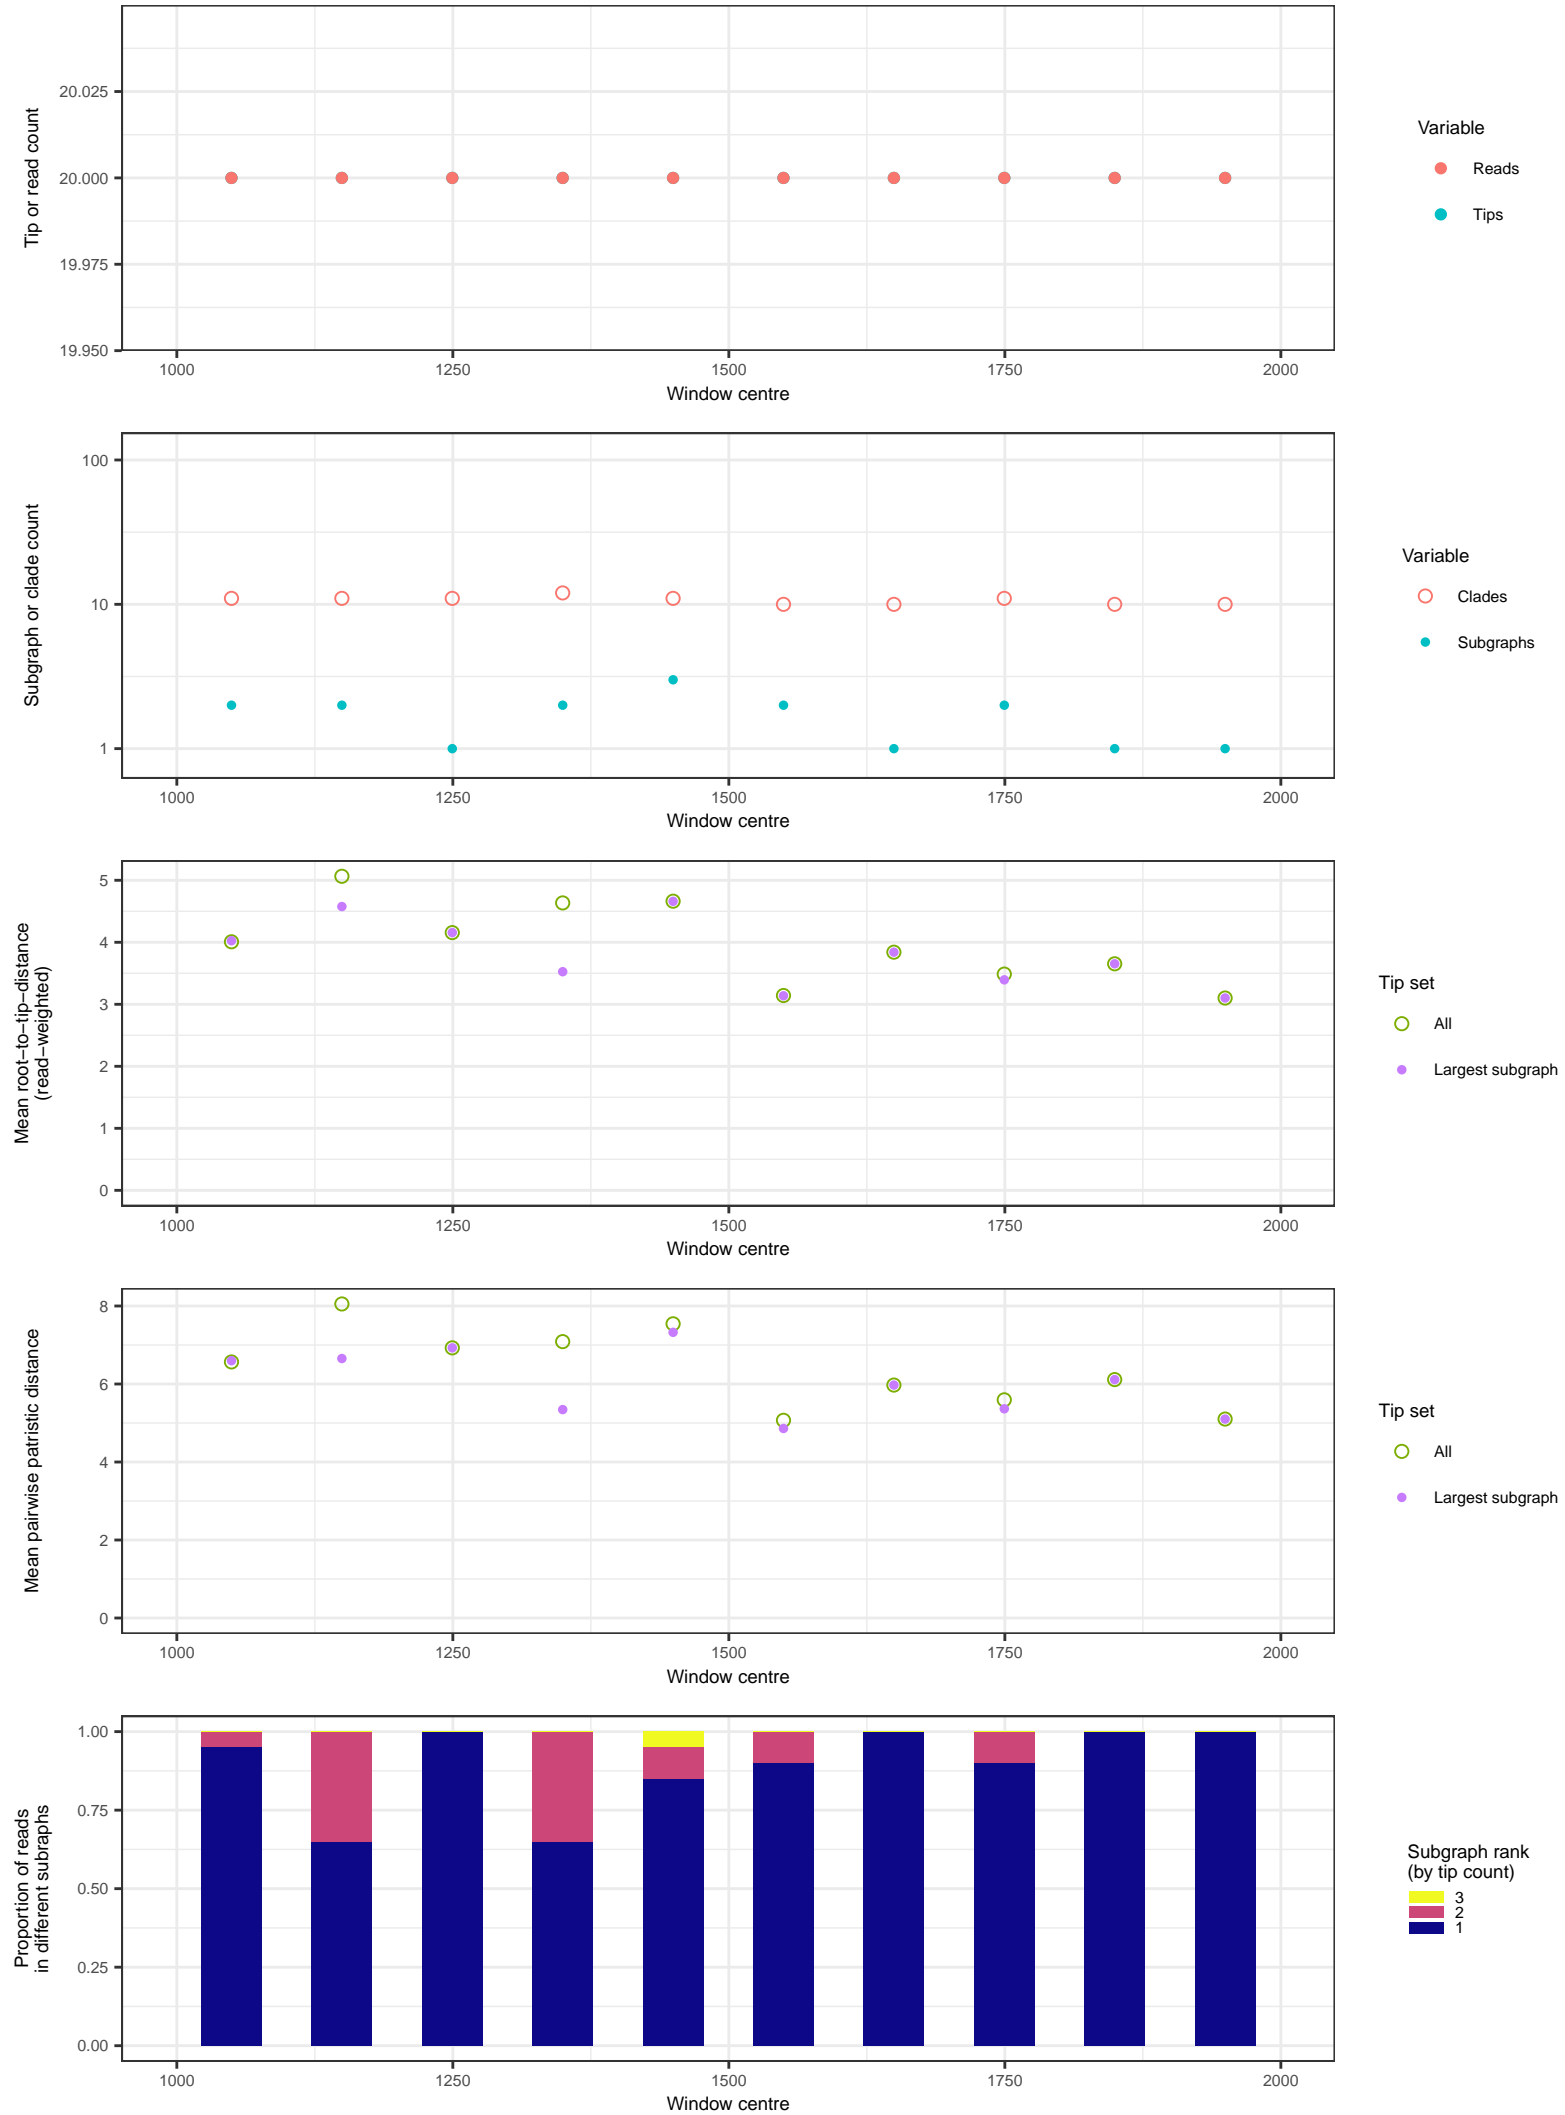 20.025
20.000
19.975
19.950
Tip or read count
1000 1250 1500 1750 2000
Window centre
Variable
Reads
Tips
100
10
1
Subgraph or clade count
1000 1250 1500 1750 2000
Window centre
Variable
Clades
Subgraphs
5
4
3
2
1
0
Mean root−to−tip−distance
(read−weighted)
1000 1250 1500 1750 2000
Window centre
Tip set
All
Largest subgraph
8
6
4
2
0
Mean pairwise patristic distance
1000 1250 1500 1750 2000
Window centre
Tip set
All
Largest subgraph
1.00
0.75
0.50
0.25
0.00
Proportion of reads
in different subraphs
1000 1250 1500 1750 2000
Window centre
Subgraph rank
(by tip count)
3
2
1